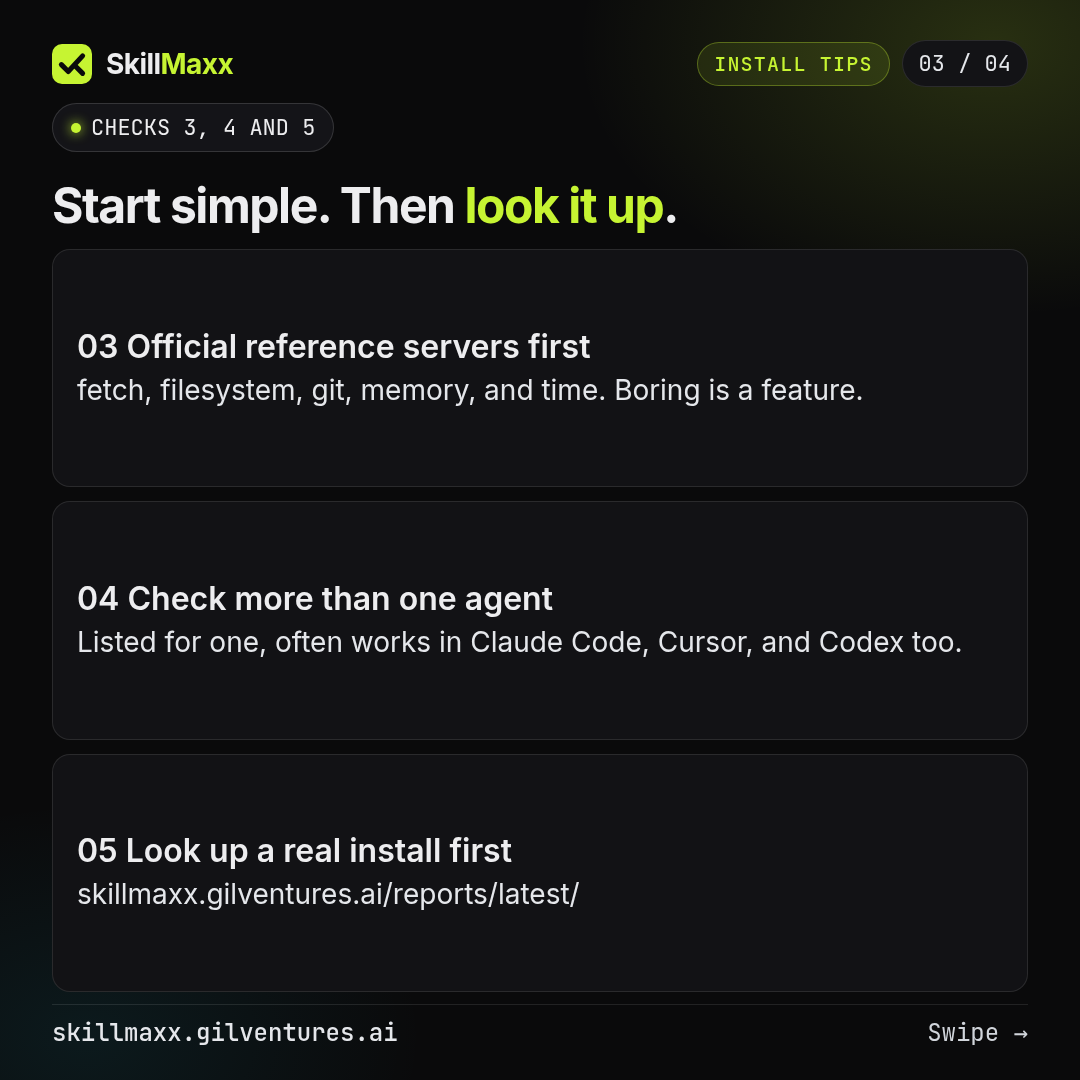 SkillMaxx
INSTALL TIPS
03 / 04
CHECKS 3, 4 AND 5
Start simple. Then look it up.
03 Official reference servers first
fetch, filesystem, git, memory, and time. Boring is a feature.
04 Check more than one agent
Listed for one, often works in Claude Code, Cursor, and Codex too.
05 Look up a real install first
skillmaxx.gilventures.ai/reports/latest/
skillmaxx.gilventures.ai
Swipe →